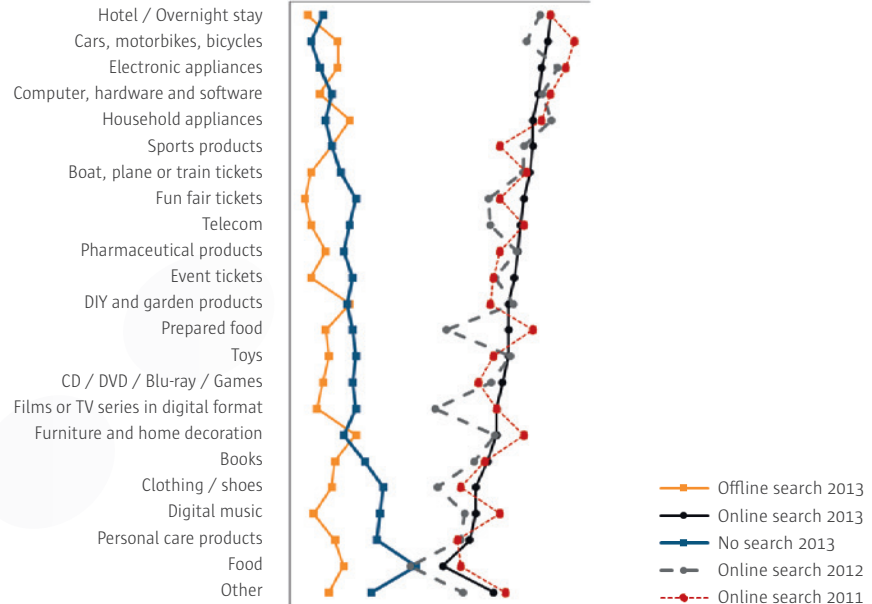 Hotel / Overnight stay
Cars, motorbikes, bicycles
Electronic appliances
Computer, hardware and software
Household appliances
Sports products
Boat, plane or train tickets
Fun fair tickets
Telecom
Pharmaceutical products
Event tickets
DIY and garden products
Prepared food
Toys
CD / DVD / Blu-ray / Games
Films or TV series in digital format
Furniture and home decoration
Books
Clothing / shoes
Digital music
Personal care products
Food
Other
Offline search 2013
Online search 2013
No search 2013
Online search 2012
Online search 2011